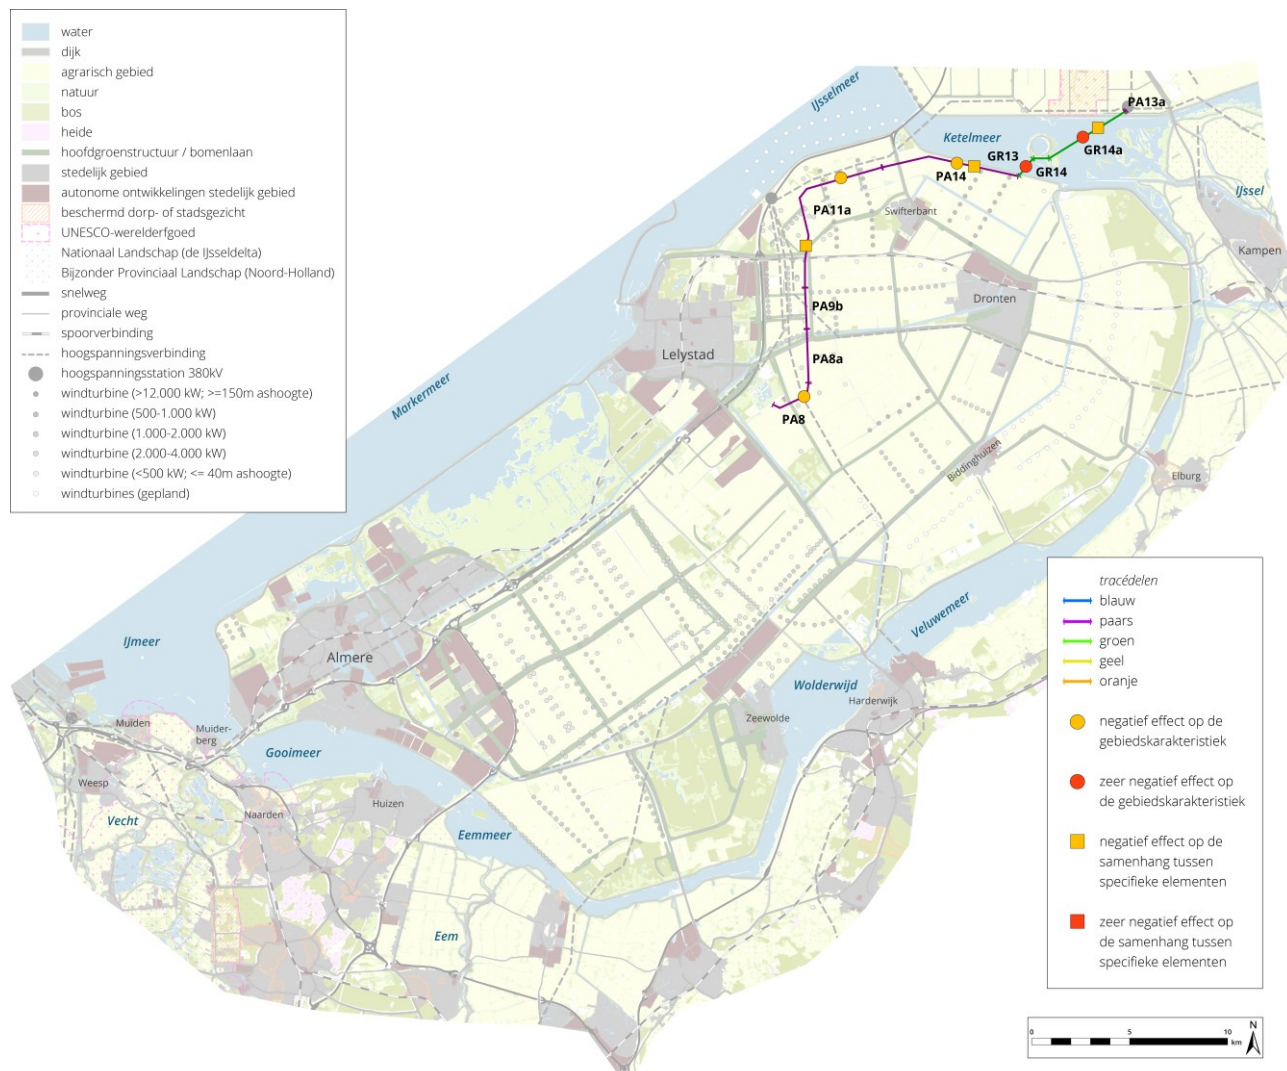 water
dijk
agrarisch gebied
natuur
bos
heide
hoofdgroenstructuur / bomenlaan
stedelijk gebied
autonome ontwikkelingen stedelijk gebied
beschermd dorp- of stadsgezicht
UNESCO-werelderfgoed
Nationaal Landschap (de IJsseldelta)
Bijzonder Provinciaal Landschap (Noord-Holland)
snelweg
provinciale weg
spoorverbinding
hoogspanningsverbinding
hoogspanningsstation 380kV
windturbine (>12.000 kW; >=150m ashoogte)
windturbine (500-1.000 kW)
windturbine (1.000-2.000 kW)
windturbine (2.000-4.000 kW)
windturbine (<500 kW; <= 40m ashoogte)
windturbines (gepland)
IJsselmeer
PA13a
Ketelmeer
GR14a
GR13
PA14
GR14
IJssel
PA11a
Swifterbant
Kampen
Dronten
PA9b
Lelystad
PA8a
Markermeer
PA8
Biddinghuizen
Elburg
Veluwemeer
IJmeer
Almere
Wolderwijd
Harderwijk
Muiden
Muider-
berg
Zeewolde
Gooimeer
Weesp
Huizen
Naarden
Vecht
Eemmeer
Eem
tracédelen
blauw
paars
groen
geel
oranje
negatief effect op de
gebiedskarakteristiek
zeer negatief effect op
de gebiedskarakteristiek
negatief effect op de
samenhang tussen
specifieke elementen
zeer negatief effect op
de samenhang tussen
specifieke elementen
0 5 10
km
N